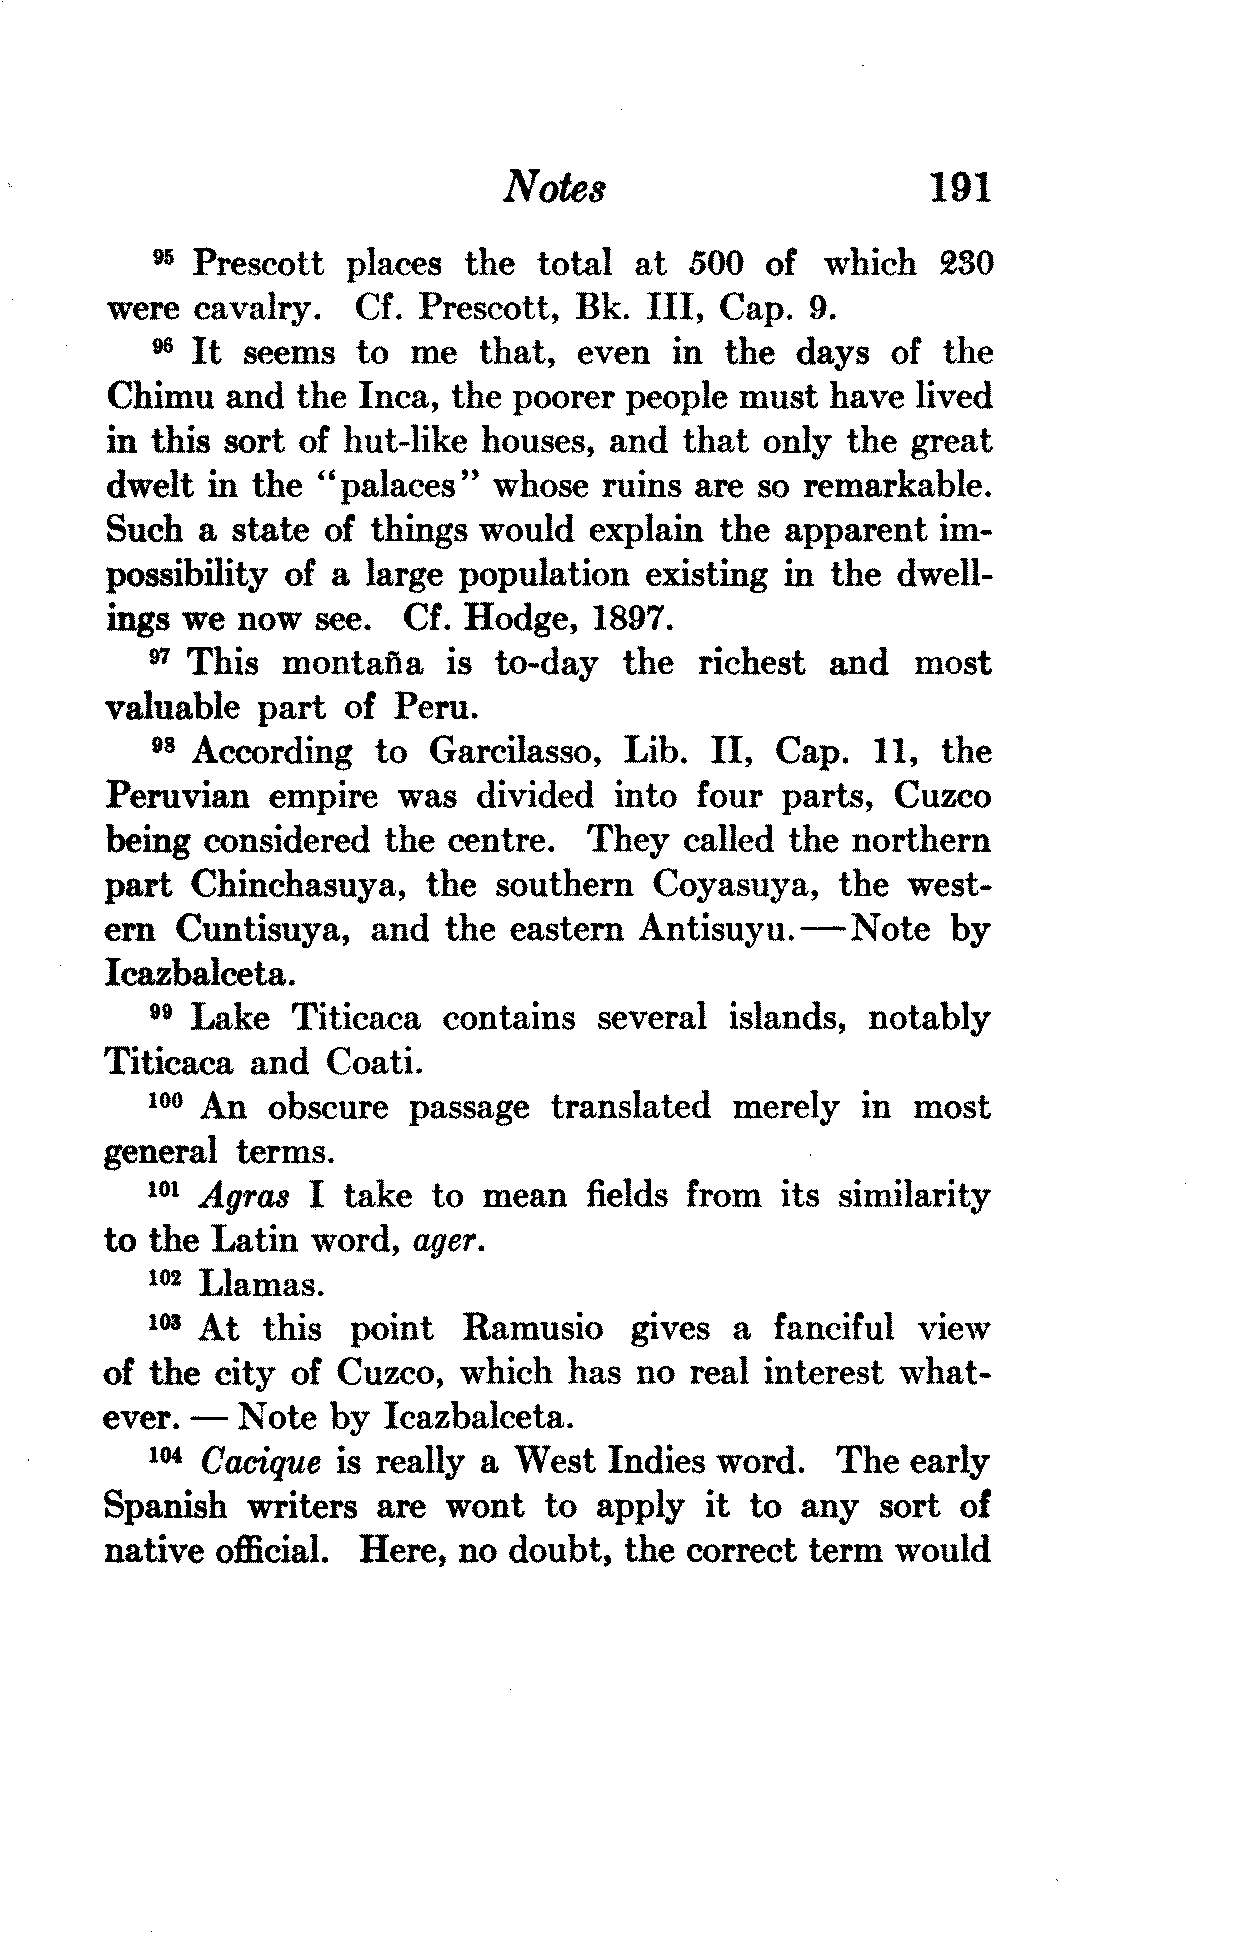 Notes 191
⁹⁵ Prescott places the total at 500 of which 230
were cavalry. Cf. Prescott, Bk. III, Cap. 9.
⁹⁶ It seems to me that, even in the days of the
Chimu and the Inca, the poorer people must have lived
in this sort of hut-like houses, and that only the great
dwelt in the "palaces" whose ruins are so remarkable.
Such a state of things would explain the apparent im-
possibility of a large population existing in the dwell-
ings we now see. Cf. Hodge, 1897.
⁹⁷ This montaña is to-day the richest and most
valuable part of Peru.
⁹⁸ According to Garcilasso, Lib. II, Cap. 11, the
Peruvian empire was divided into four parts, Cuzco
being considered the centre. They called the northern
part Chinchasuya, the southern Coyasuya, the west-
ern Cuntisuya, and the eastern Antisuyu.—Note by
Icazbalceta.
⁹⁹ Lake Titicaca contains several islands, notably
Titicaca and Coati.
¹⁰⁰ An obscure passage translated merely in most
general terms.
¹⁰¹ Agras I take to mean fields from its similarity
to the Latin word, ager.
¹⁰² Llamas.
¹⁰³ At this point Ramusio gives a fanciful view
of the city of Cuzco, which has no real interest what-
ever. — Note by Icazbalceta.
¹⁰⁴ Cacique is really a West Indies word. The early
Spanish writers are wont to apply it to any sort of
native official. Here, no doubt, the correct term would